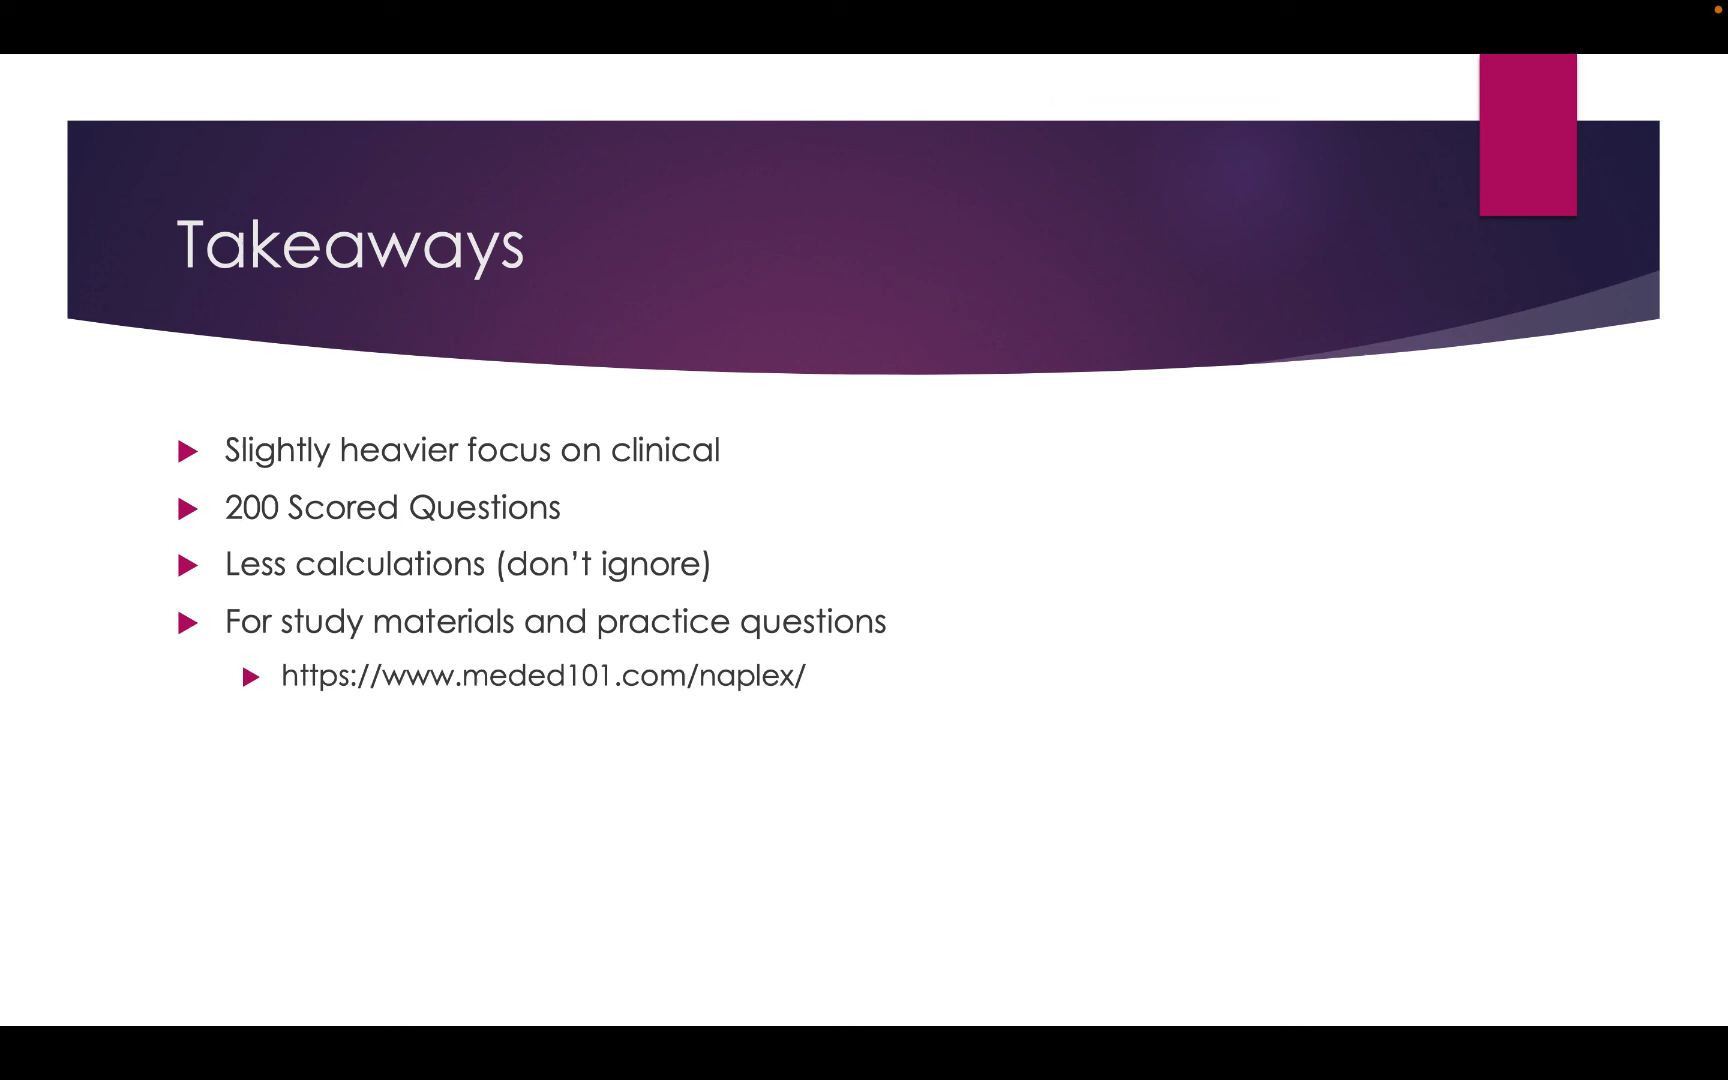 Takeaways
Slightly heavier focus on clinical
200 Scored Questions
Less calculations (don’t ignore)
For study materials and practice questions
https://www.meded101.com/naplex/